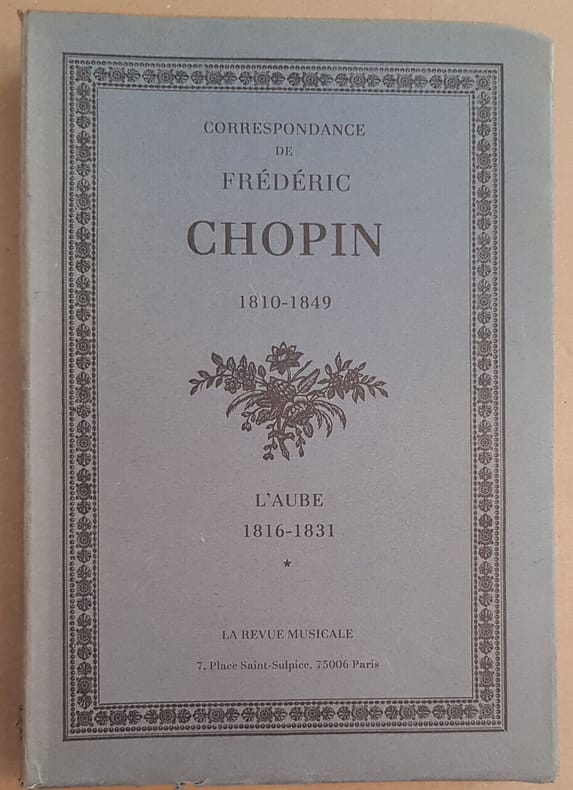 CORRESPONDANCE
DE
FRÉDÉRIC
CHOPIN
1810-1849
L'AUBE
1816-1831
★
LA REVUE MUSICALE
7, Place Saint-Sulpice, 75006 Paris